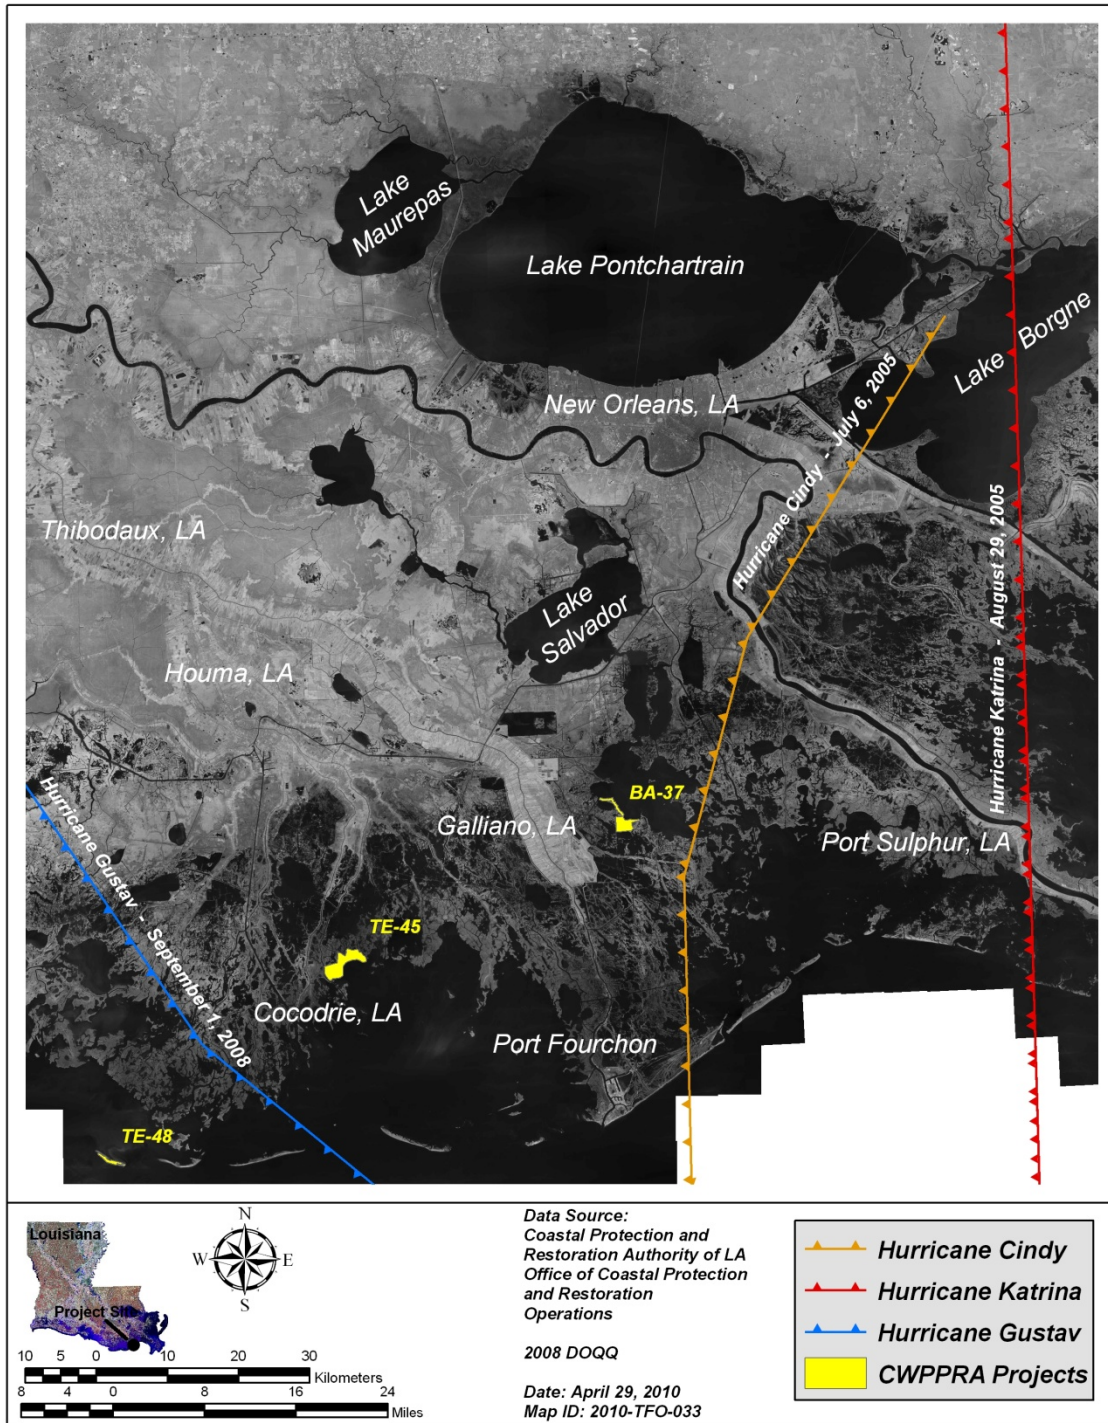 Lake
Maurepas
Lake Pontchartrain
Lake Borgne
New Orleans, LA
Hurricane Cindy - July 6, 2005
Thibodaux, LA
Hurricane Katrina - August 29, 2005
Lake
Salvador
Houma, LA
BA-37
Galliano, LA
Port Sulphur, LA
Hurricane Gustav - September 1, 2008
TE-45
Cocodrie, LA
Port Fourchon
TE-48
Louisiana
Project Site
N
W
E
S
10 5 0 10 20 30
Kilometers
8 4 0 8 16 24
Miles
Data Source:
Coastal Protection and
Restoration Authority of LA
Office of Coastal Protection
and Restoration
Operations
2008 DOQQ
Date: April 29, 2010
Map ID: 2010-TFO-033
Hurricane Cindy
Hurricane Katrina
Hurricane Gustav
CWPPRA Projects